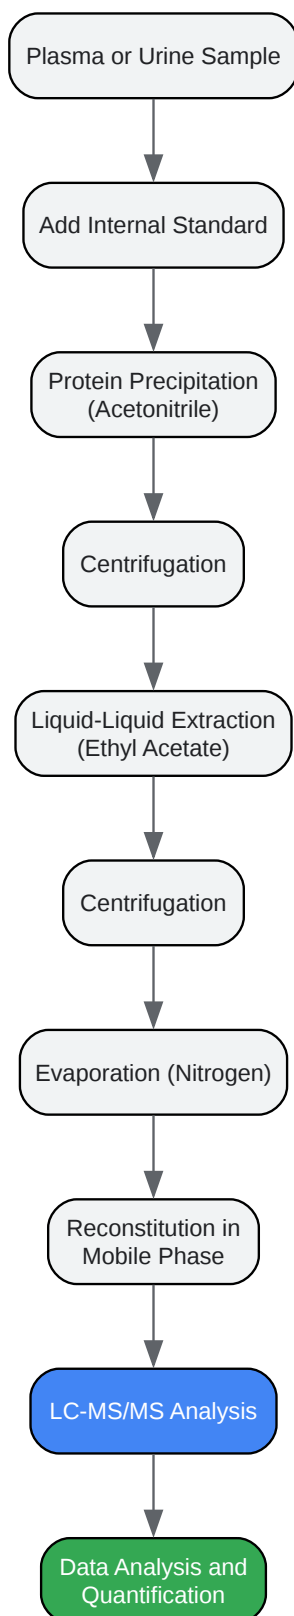 Plasma or Urine Sample
Add Internal Standard
Protein Precipitation
(Acetonitrile)
Centrifugation
Liquid-Liquid Extraction
(Ethyl Acetate)
Centrifugation
Evaporation (Nitrogen)
Reconstitution in
Mobile Phase
LC-MS/MS Analysis
Data Analysis and
Quantification